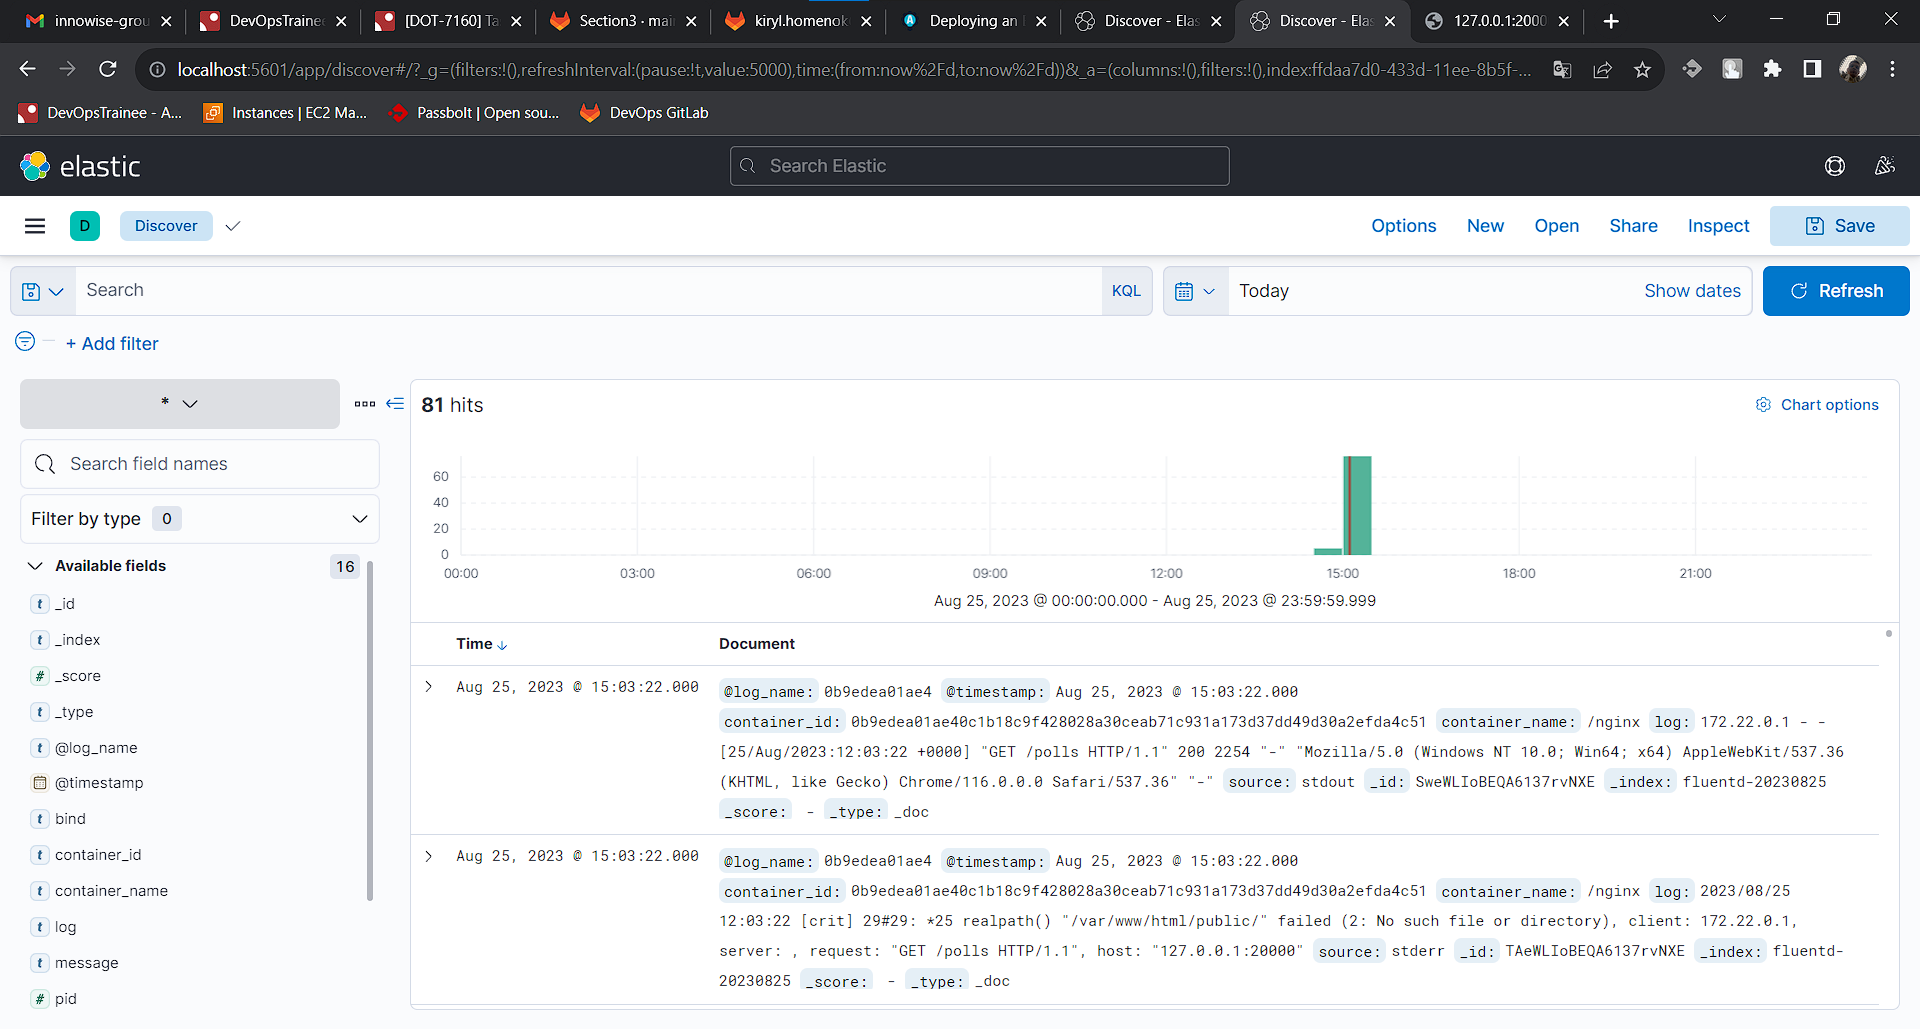 innowise-grou
DevOpsTraine
[DOT-7160] Ta
Section3 · mai
kiryl.homenok
Deploying an
Discover - Elas
Discover - Elas
127.0.0.1:2000
localhost:5601/app/discover#/?_g=(filters:!(),refreshInterval:(pause:!t,value:5000),time:(from:now%2Fd,to:now%2Fd))&_a=(columns:!(),filters:!(),index:ffdaa7d0-433d-11ee-8b5f-...
DevOpsTrainee - A...
Instances | EC2 Ma...
Passbolt | Open sou...
DevOps GitLab
elastic
Search Elastic
D
Discover
Options
New
Open
Share
Inspect
Save
Search
KQL
Today
Show dates
Refresh
+ Add filter
*
Search field names
Filter by type 0
Available fields 16
t _id
t _index
# _score
t _type
t @log_name
@timestamp
t bind
t container_id
t container_name
t log
t message
# pid
81 hits
Chart options
60
40
20
0
00:00 03:00 06:00 09:00 12:00 15:00 18:00 21:00
Aug 25, 2023 @ 00:00:00.000 - Aug 25, 2023 @ 23:59:59.999
Time Document
Aug 25, 2023 @ 15:03:22.000
@log_name: 0b9edea01ae4 @timestamp: Aug 25, 2023 @ 15:03:22.000
container_id: 0b9edea01ae40c1b18c9f428028a30ceab71c931a173d37dd49d30a2efda4c51 container_name: /nginx log: 172.22.0.1 - -
[25/Aug/2023:12:03:22 +0000] "GET /polls HTTP/1.1" 200 2254 "-" "Mozilla/5.0 (Windows NT 10.0; Win64; x64) AppleWebKit/537.36
(KHTML, like Gecko) Chrome/116.0.0.0 Safari/537.36" "-" source: stdout _id: SweWLIoBEQA6137rvNXE _index: fluentd-20230825
_score: - _type: _doc
Aug 25, 2023 @ 15:03:22.000
@log_name: 0b9edea01ae4 @timestamp: Aug 25, 2023 @ 15:03:22.000
container_id: 0b9edea01ae40c1b18c9f428028a30ceab71c931a173d37dd49d30a2efda4c51 container_name: /nginx log: 2023/08/25
12:03:22 [crit] 29#29: *25 realpath() "/var/www/html/public/" failed (2: No such file or directory), client: 172.22.0.1,
server: , request: "GET /polls HTTP/1.1", host: "127.0.0.1:20000" source: stderr _id: TAeWLIoBEQA6137rvNXE _index: fluentd-
20230825 _score: - _type: _doc